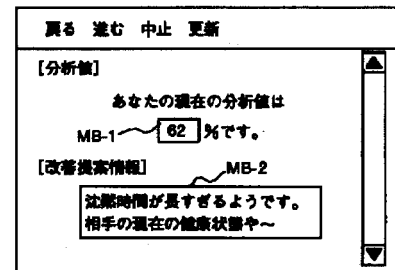 戻る 進む 中止 更新
[分析値]
あなたの現在の分析値は
MB-1 62 %です。
[改善提案情報] MB-2
沈黙時間が長すぎるようです。
相手の現在の健康状態や～